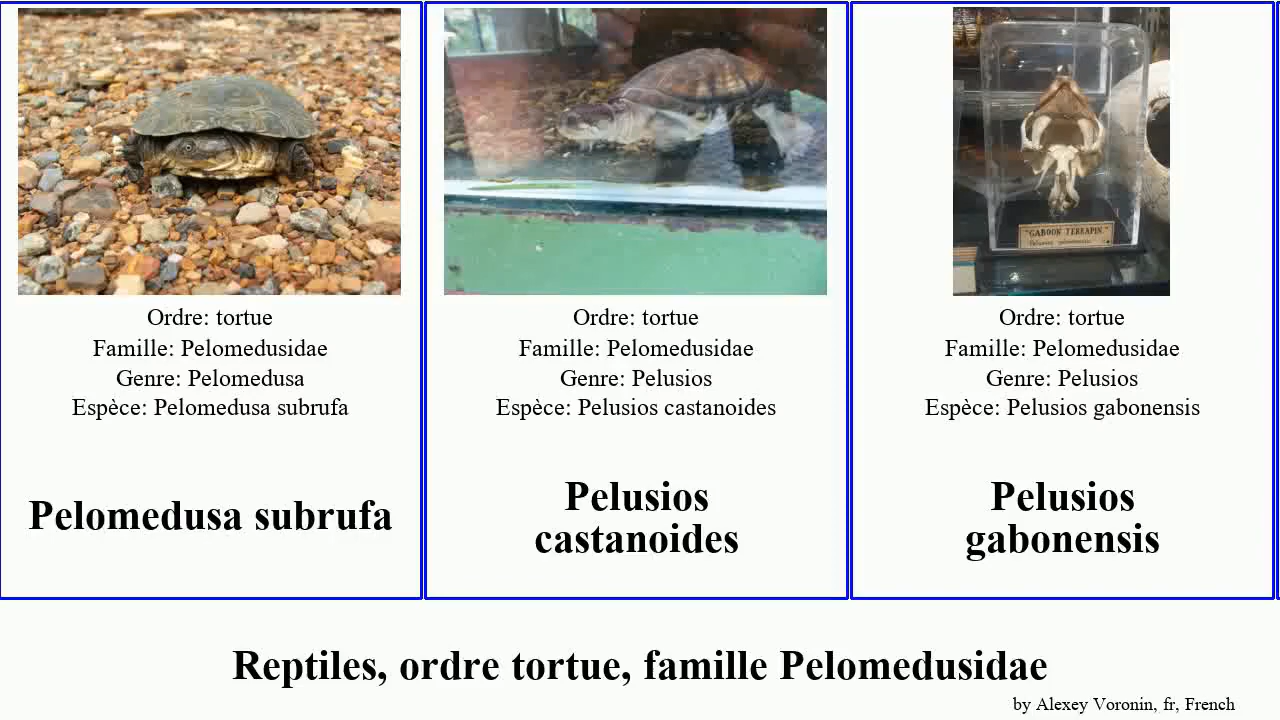 "GABOON TERRAPIN."
Pelusios gabonensis
Ordre: tortue
Famille: Pelomedusidae
Genre: Pelomedusa
Espèce: Pelomedusa subrufa
Pelomedusa subrufa
Ordre: tortue
Famille: Pelomedusidae
Genre: Pelusios
Espèce: Pelusios castanoides
Pelusios
castanoides
Ordre: tortue
Famille: Pelomedusidae
Genre: Pelusios
Espèce: Pelusios gabonensis
Pelusios
gabonensis
Reptiles, ordre tortue, famille Pelomedusidae
by Alexey Voronin, fr, French